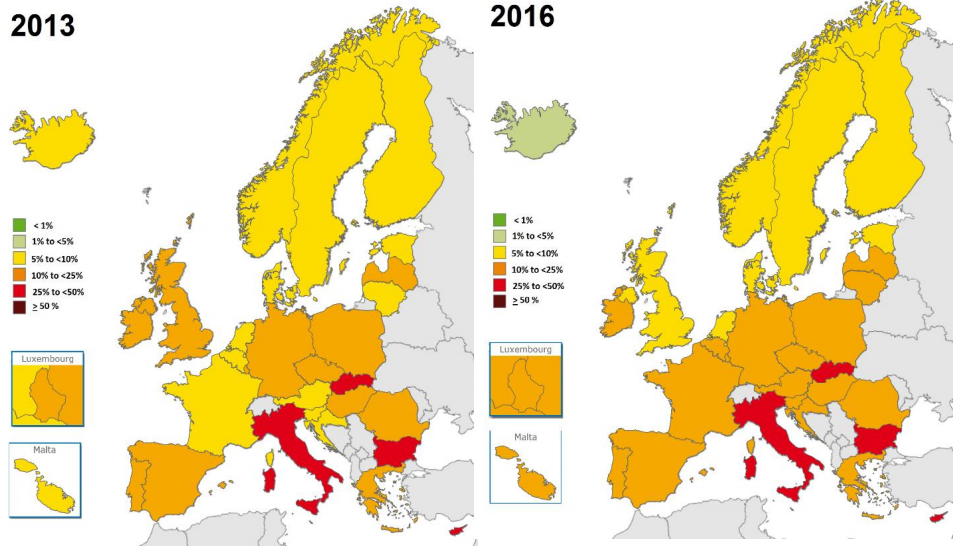 2013
< 1%
1% to <5%
5% to <10%
10% to <25%
25% to <50%
≥ 50 %
Luxembourg
Malta
2016
< 1%
1% to <5%
5% to <10%
10% to <25%
25% to <50%
≥ 50 %
Luxembourg
Malta